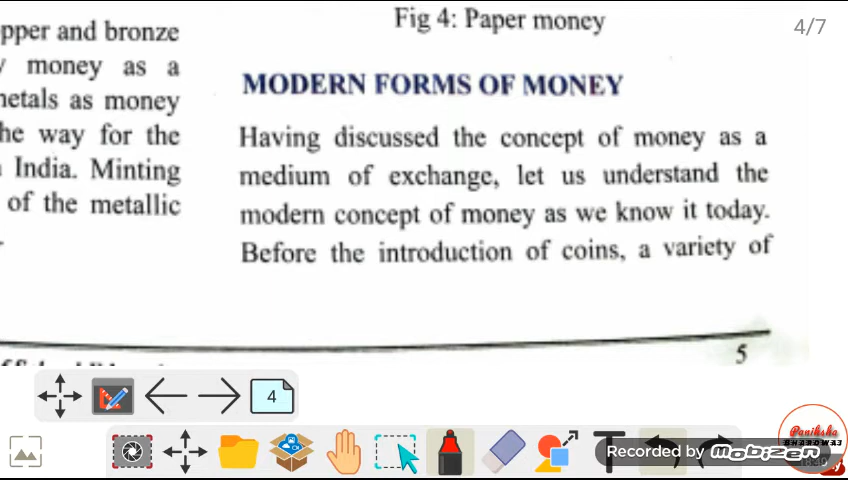 pper and bronze
money as a
netals as money
he way for the
India. Minting
of the metallic
Fig 4: Paper money
MODERN FORMS OF MONEY
Having discussed the concept of money as a
medium of exchange, let us understand the
modern concept of money as we know it today.
Before the introduction of coins, a variety of
5
4/7
4
Recorded by mobizen
Paniksha
BHARDWAJ